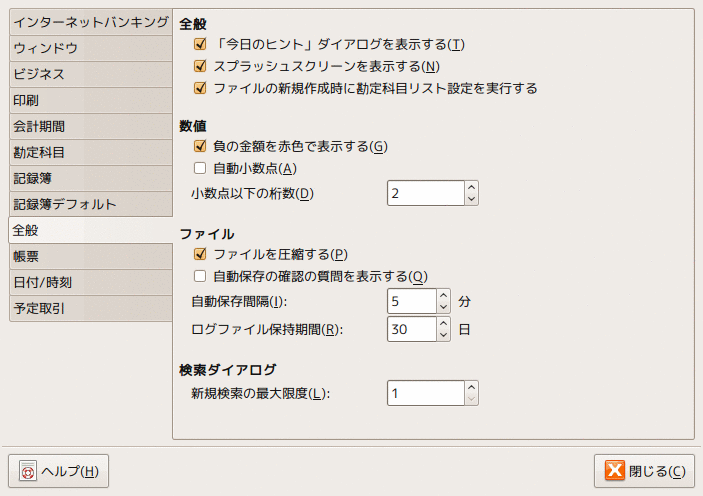 インターネットバンキング
ウィンドウ
ビジネス
印刷
会計期間
勘定科目
記録簿
記録簿デフォルト
全般
帳票
日付/時刻
予定取引
全般
「今日のヒント」ダイアログを表示する(T)
スプラッシュスクリーンを表示する(N)
ファイルの新規作成時に勘定科目リスト設定を実行する
数値
負の金額を赤色で表示する(G)
自動小数点(A)
小数点以下の桁数(D) 2
ファイル
ファイルを圧縮する(P)
自動保存の確認の質問を表示する(Q)
自動保存間隔(I): 5 分
ログファイル保持期間(R): 30 日
検索ダイアログ
新規検索の最大限度(L): 1
ヘルプ(H)
閉じる(C)